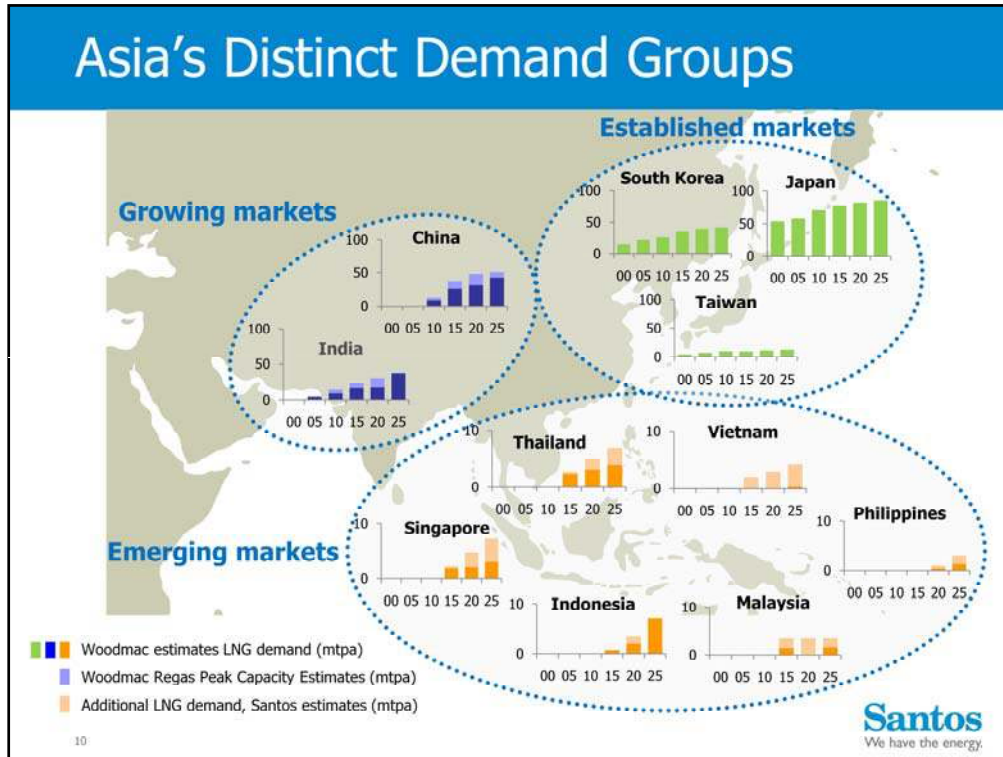 Asia's Distinct Demand Groups
Established markets
South Korea
100
50
0
00 05 10 15 20 25
Japan
100
50
0
00 05 10 15 20 25
Taiwan
100
50
0
00 05 10 15 20 25
Growing markets
China
100
50
0
00 05 10 15 20 25
India
100
50
0
00 05 10 15 20 25
Emerging markets
Thailand
10
0
00 05 10 15 20 25
Vietnam
10
0
00 05 10 15 20 25
Singapore
10
0
00 05 10 15 20 25
Philippines
10
0
00 05 10 15 20 25
Indonesia
10
0
00 05 10 15 20 25
Malaysia
10
0
00 05 10 15 20 25
Woodmac estimates LNG demand (mtpa)
Woodmac Regas Peak Capacity Estimates (mtpa)
Additional LNG demand, Santos estimates (mtpa)
10
Santos
We have the energy.